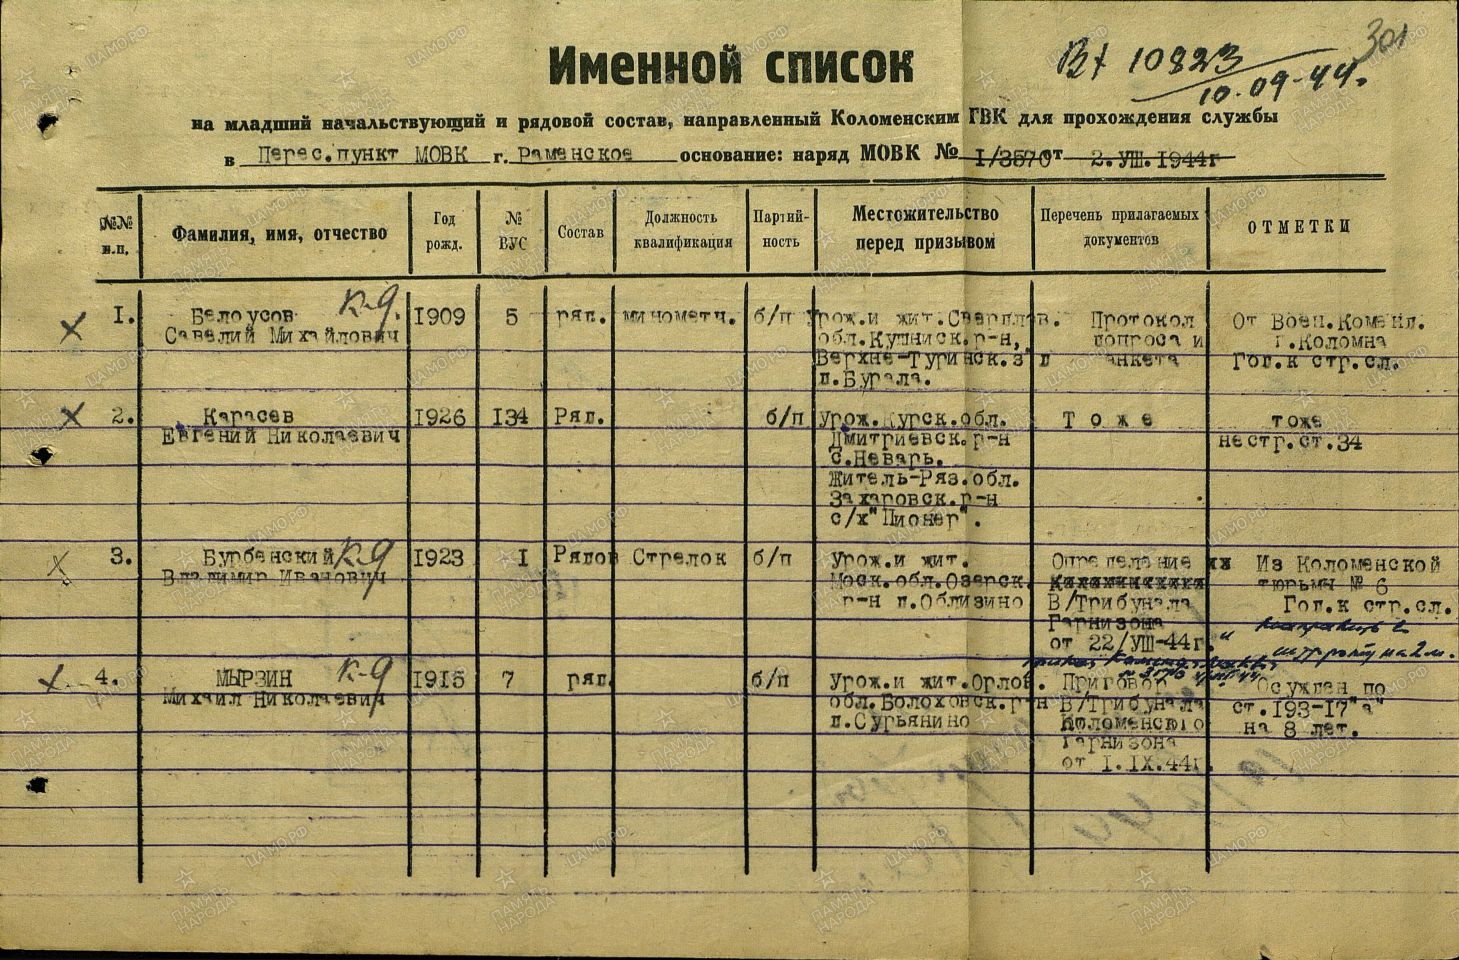 301
Вх 10823
10.09.44г.
Именной список
на младший начальствующий и рядовой состав, направленный Коломенским ГВК для прохождения службы
в Перес.пункт МОВК г. Раменское основание: наряд МОВК № I/3570 от 2.УШ.1944г
№№ п.п. Фамилия, имя, отчество Год рожд. № ВУС Состав Должность квалификация Партийность Местожительство перед призывом Перечень прилагаемых документов ОТМЕТКИ
I. Белоусов К-9. 1909 5 ряд. минометч. б/п Урож.и жит.Свердлов. Протокол От Воен.Команд.
Савелий Михайлович обл.Кушниск.р-н, допроса и г.Коломна
Верхне-Туринск.з д анкета Год.к стр.сл.
п.Бурала.
2. Карасев 1926 134 Ряд. б/п Урож.Курск.обл. Тоже тоже
Евгений Николаевич Дмитриевск.р-н нестр.ст.34
с.Неварь.
Житель-Ряз.обл.
Захаровск.р-н
с/х"Пионер".
3. Бурбенский К-9 1923 I Рядов Стрелок б/п Урож.и жит. Определение Из Коломенской
Владимир Иванович Моск.обл.Озерск. тюрьмы № 6
р-н д.Облизино В/Трибунала Год.к стр.сл.
Гарнизона
от 22/УШ-44г. на 2 м.
4. МЫРЗИН К-9 1915 7 ряд. б/п Урож.и жит.Орлов. Приговор Осужден по
Михаил Николаевич обл.Болоховск.р-н В/Трибунала ст.193-17"а"
д.Сурьянино Коломенского на 8 лет.
гарнизона
от I.IX.44г.